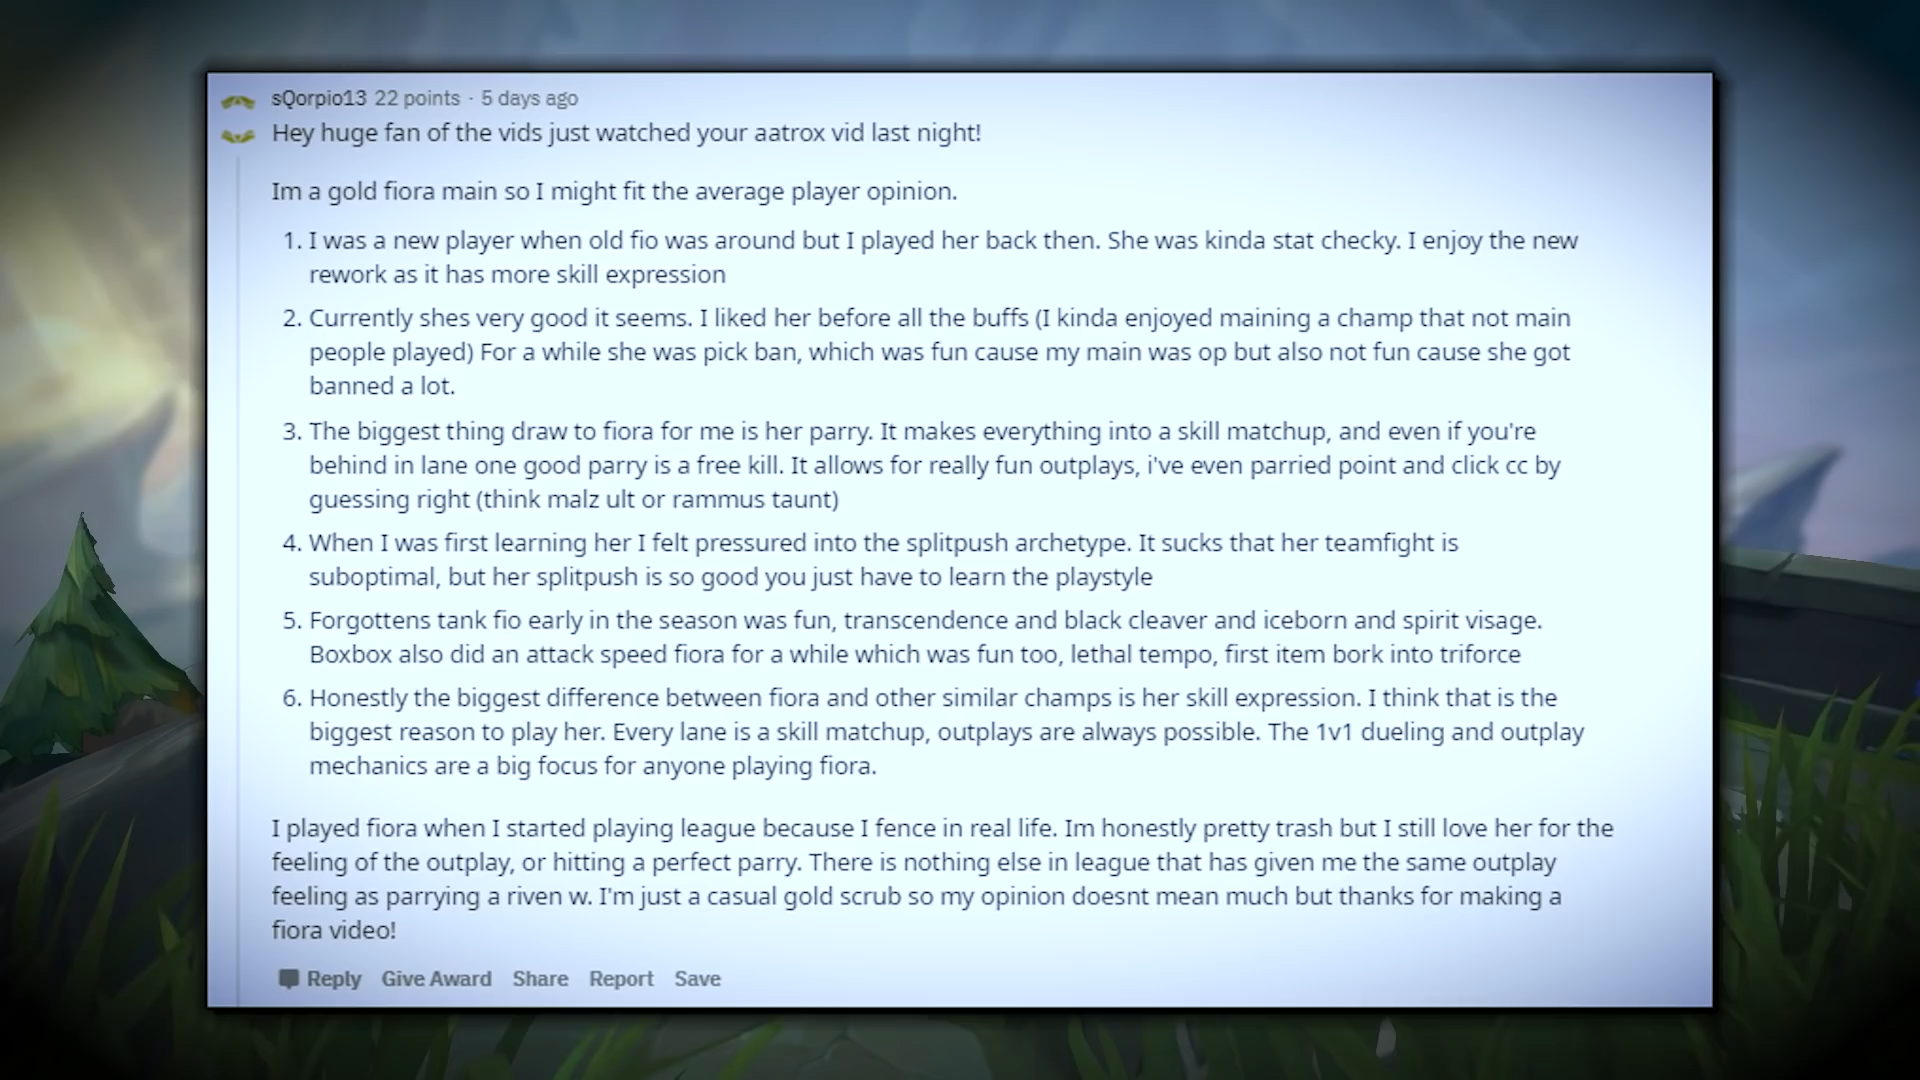 sQorpio13 22 points · 5 days ago
Hey huge fan of the vids just watched your aatrox vid last night!
Im a gold fiora main so I might fit the average player opinion.
1. I was a new player when old fio was around but I played her back then. She was kinda stat checky. I enjoy the new
rework as it has more skill expression
2. Currently shes very good it seems. I liked her before all the buffs (I kinda enjoyed maining a champ that not main
people played) For a while she was pick ban, which was fun cause my main was op but also not fun cause she got
banned a lot.
3. The biggest thing draw to fiora for me is her parry. It makes everything into a skill matchup, and even if you're
behind in lane one good parry is a free kill. It allows for really fun outplays, i've even parried point and click cc by
guessing right (think malz ult or rammus taunt)
4. When I was first learning her I felt pressured into the splitpush archetype. It sucks that her teamfight is
suboptimal, but her splitpush is so good you just have to learn the playstyle
5. Forgottens tank fio early in the season was fun, transcendence and black cleaver and iceborn and spirit visage.
Boxbox also did an attack speed fiora for a while which was fun too, lethal tempo, first item bork into triforce
6. Honestly the biggest difference between fiora and other similar champs is her skill expression. I think that is the
biggest reason to play her. Every lane is a skill matchup, outplays are always possible. The 1v1 dueling and outplay
mechanics are a big focus for anyone playing fiora.
I played fiora when I started playing league because I fence in real life. Im honestly pretty trash but I still love her for the
feeling of the outplay, or hitting a perfect parry. There is nothing else in league that has given me the same outplay
feeling as parrying a riven w. I'm just a casual gold scrub so my opinion doesnt mean much but thanks for making a
fiora video!
Reply Give Award Share Report Save